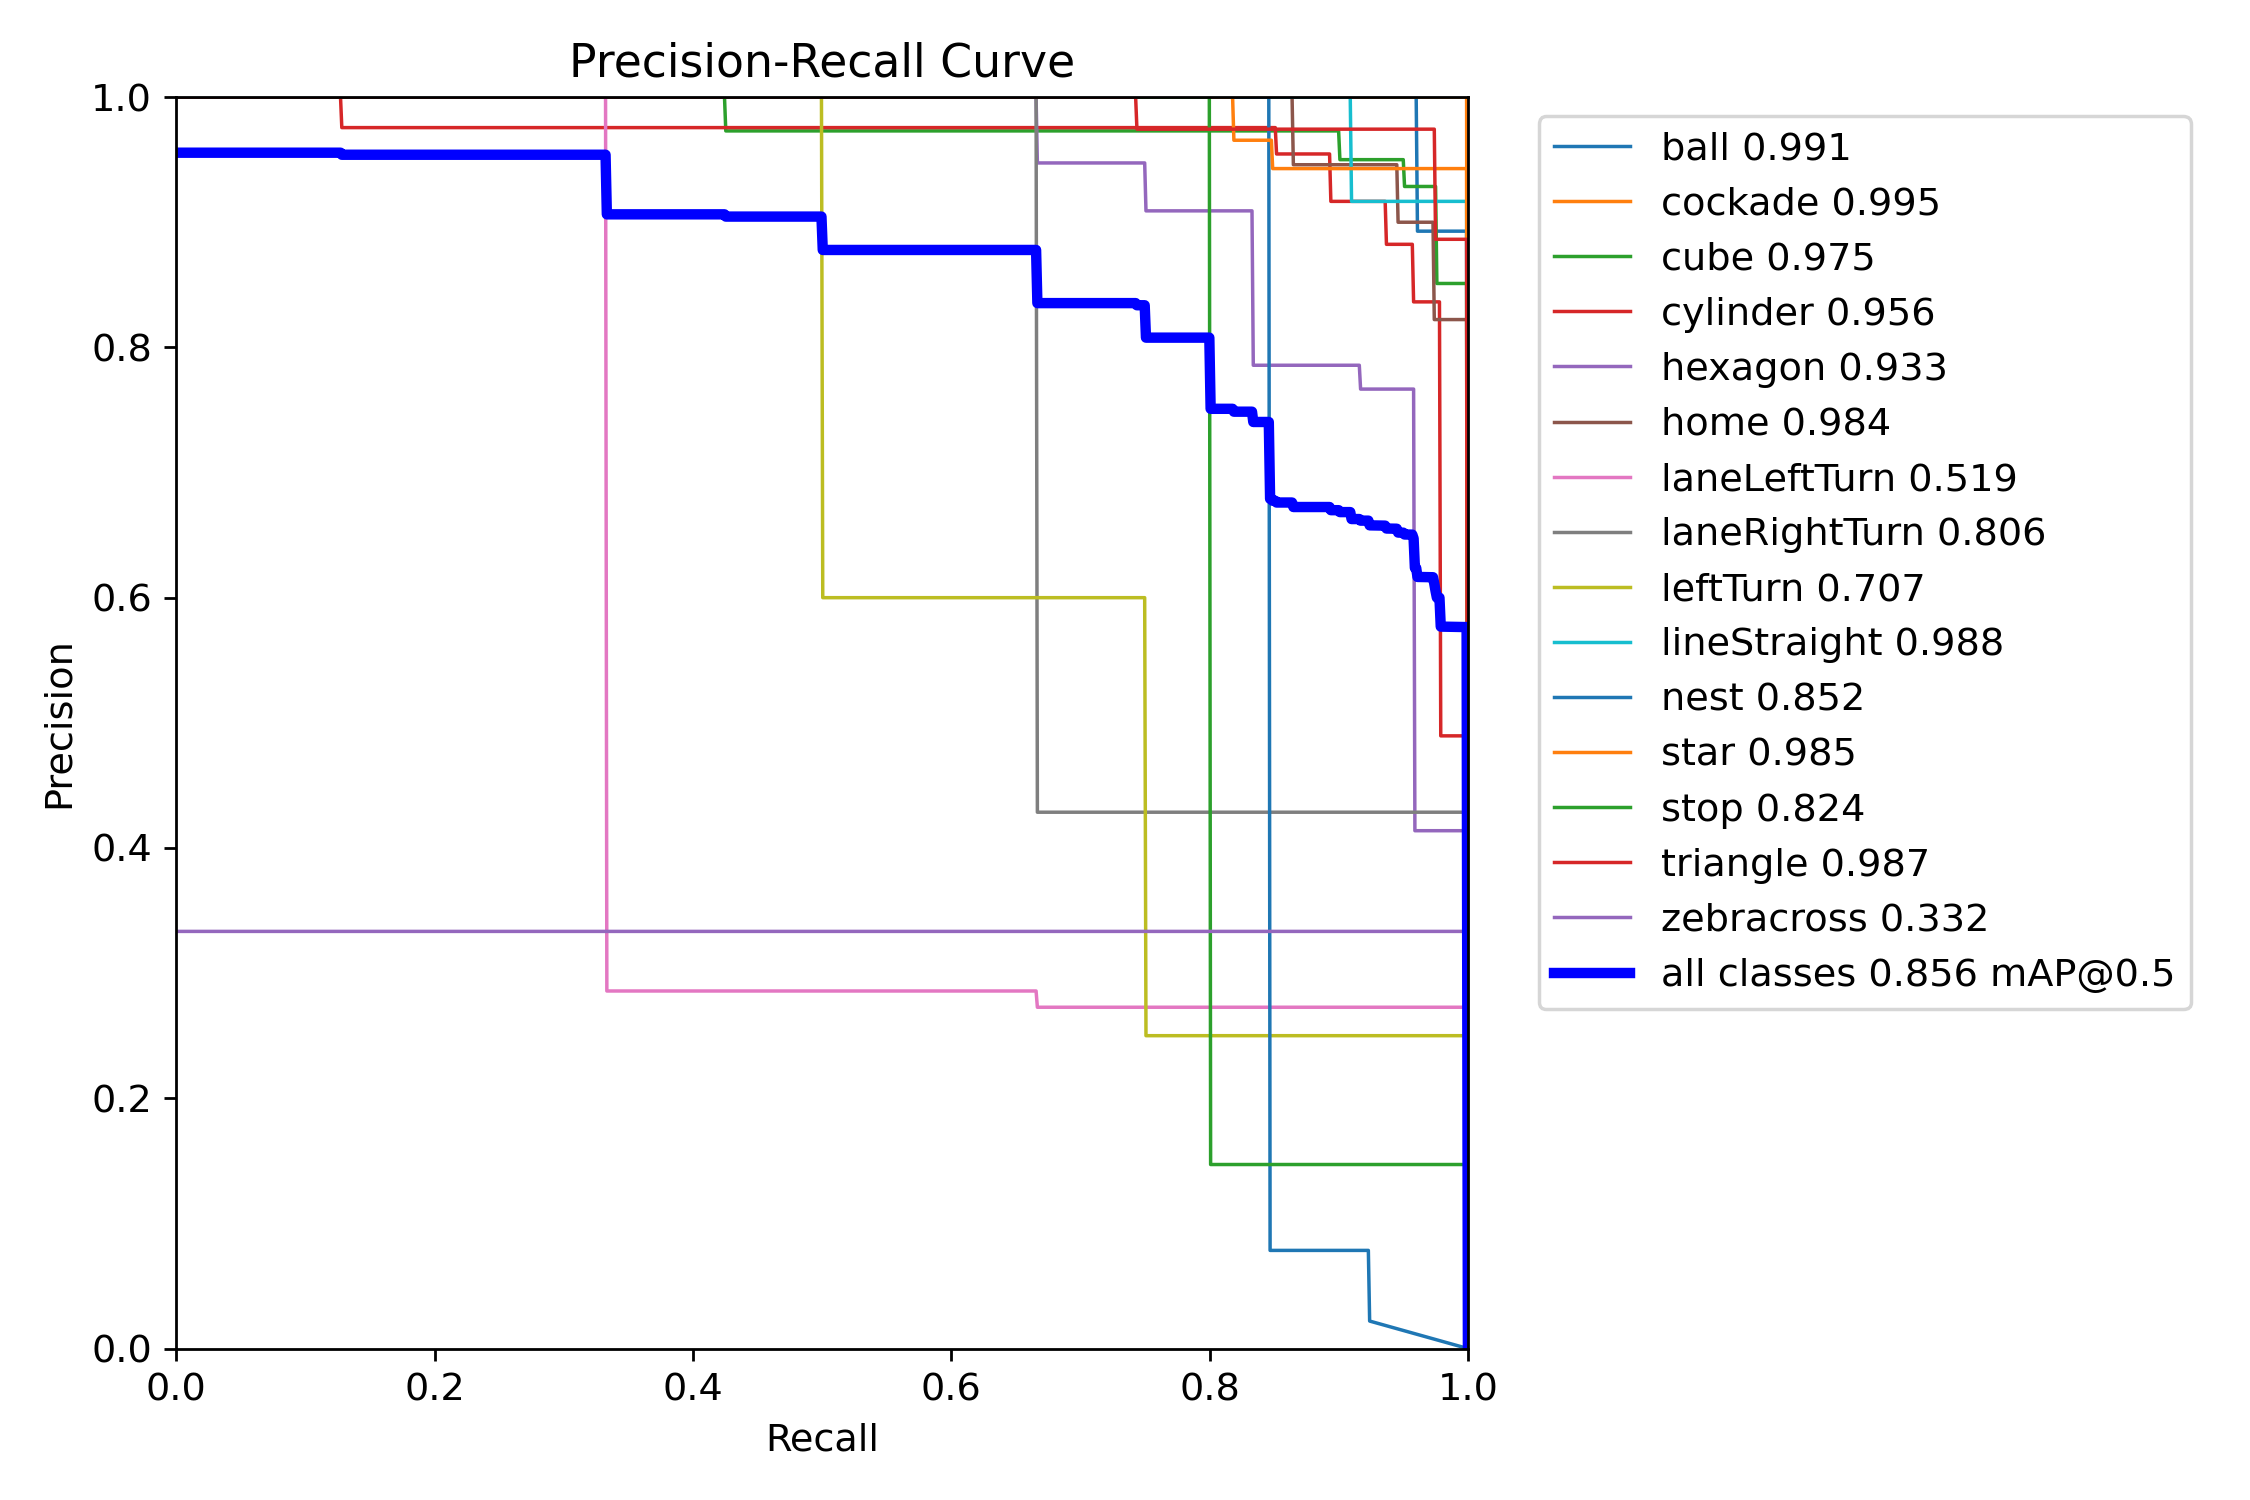 Precision-Recall Curve
1.0
0.8
0.6
0.4
0.2
0.0
Precision
0.0 0.2 0.4 0.6 0.8 1.0
Recall
ball 0.991
cockade 0.995
cube 0.975
cylinder 0.956
hexagon 0.933
home 0.984
laneLeftTurn 0.519
laneRightTurn 0.806
leftTurn 0.707
lineStraight 0.988
nest 0.852
star 0.985
stop 0.824
triangle 0.987
zebracross 0.332
all classes 0.856 mAP@0.5